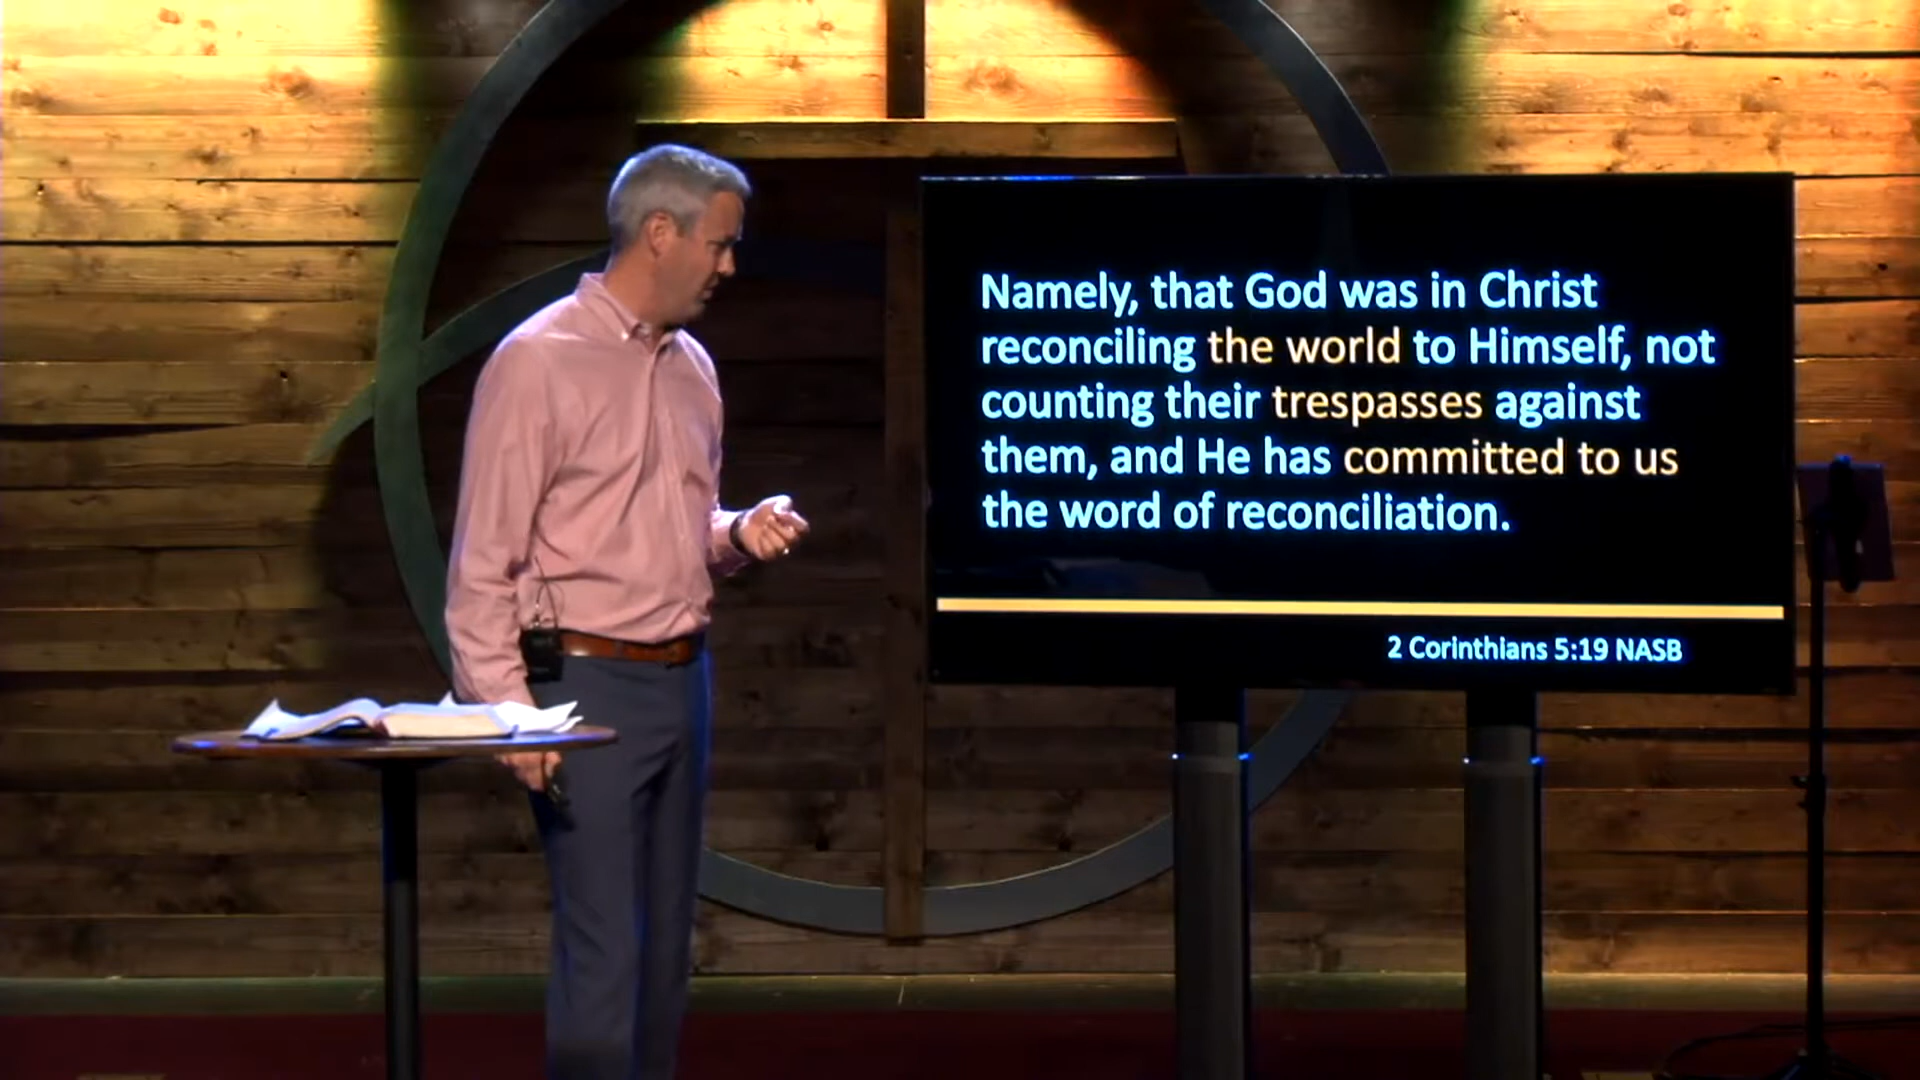 Namely, that God was in Christ
reconciling the world to Himself, not
counting their trespasses against
them, and He has committed to us
the word of reconciliation.
2 Corinthians 5:19 NASB